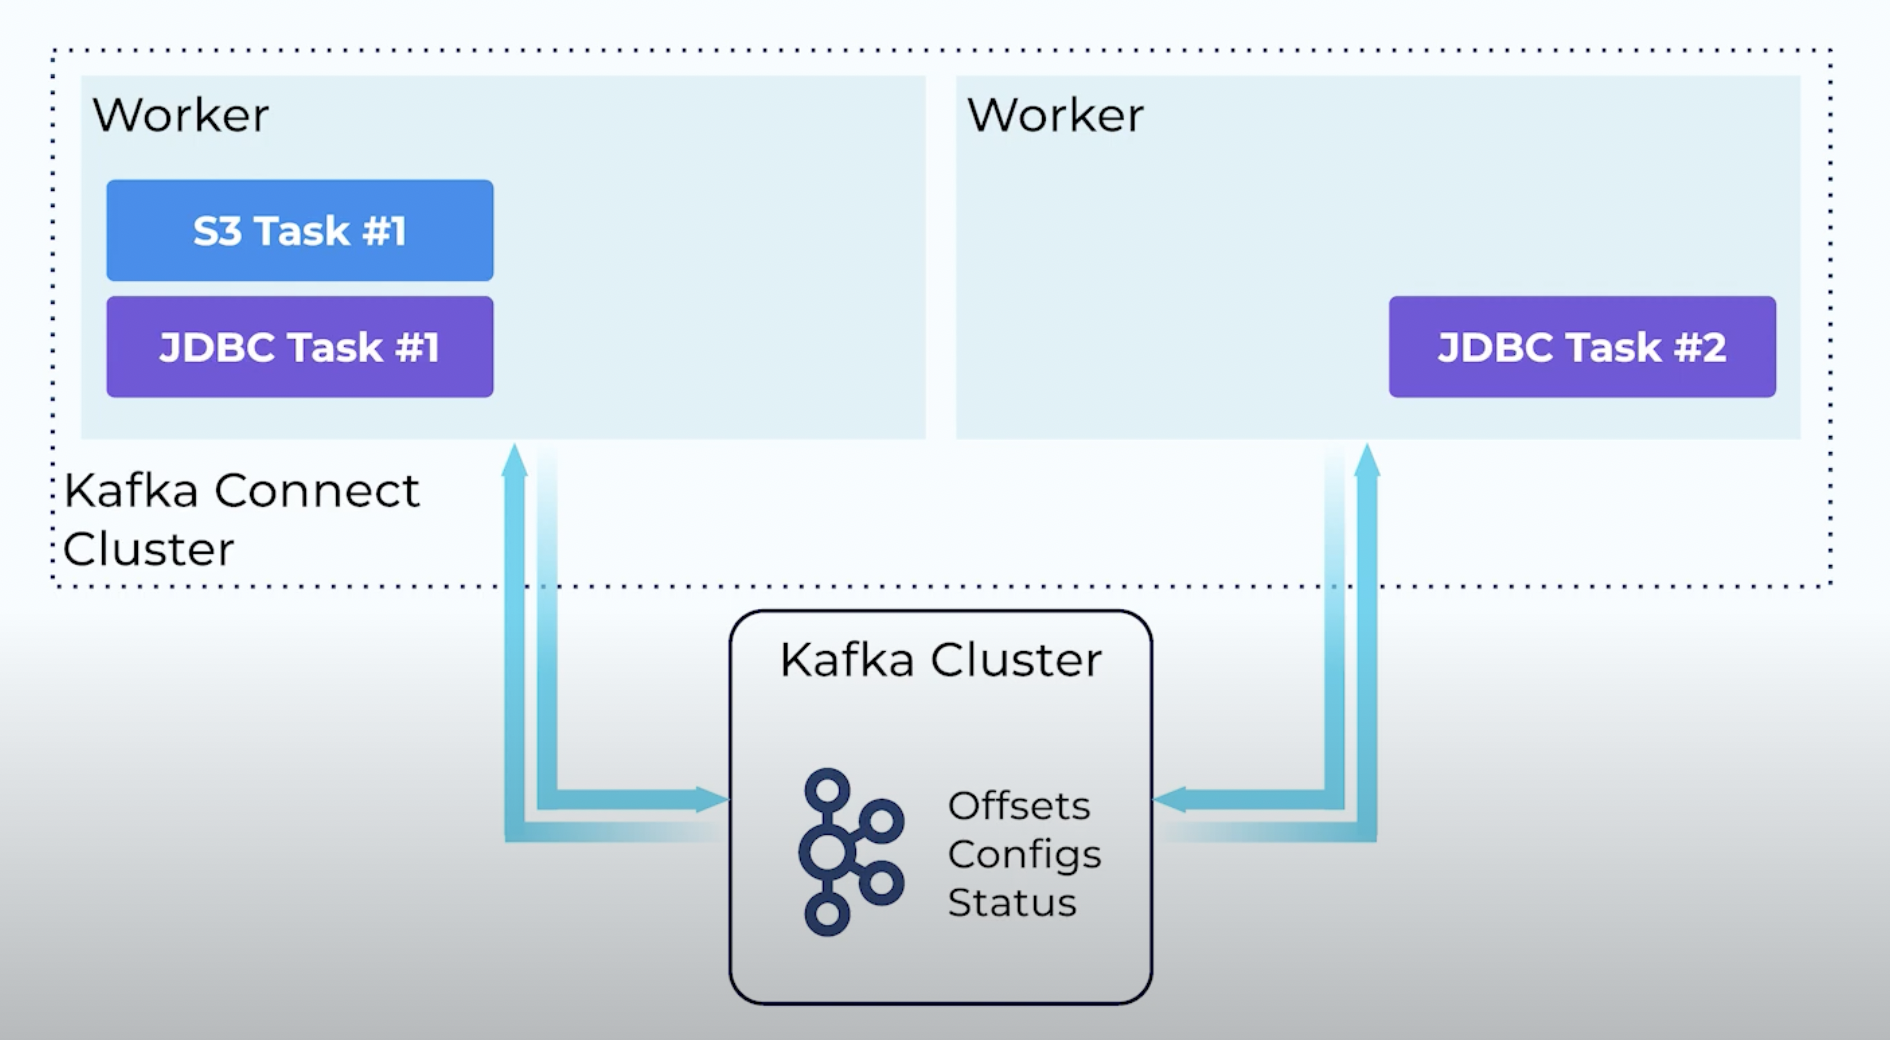 Worker
S3 Task #1
JDBC Task #1
Worker
JDBC Task #2
Kafka Connect
Cluster
Kafka Cluster
Offsets
Configs
Status